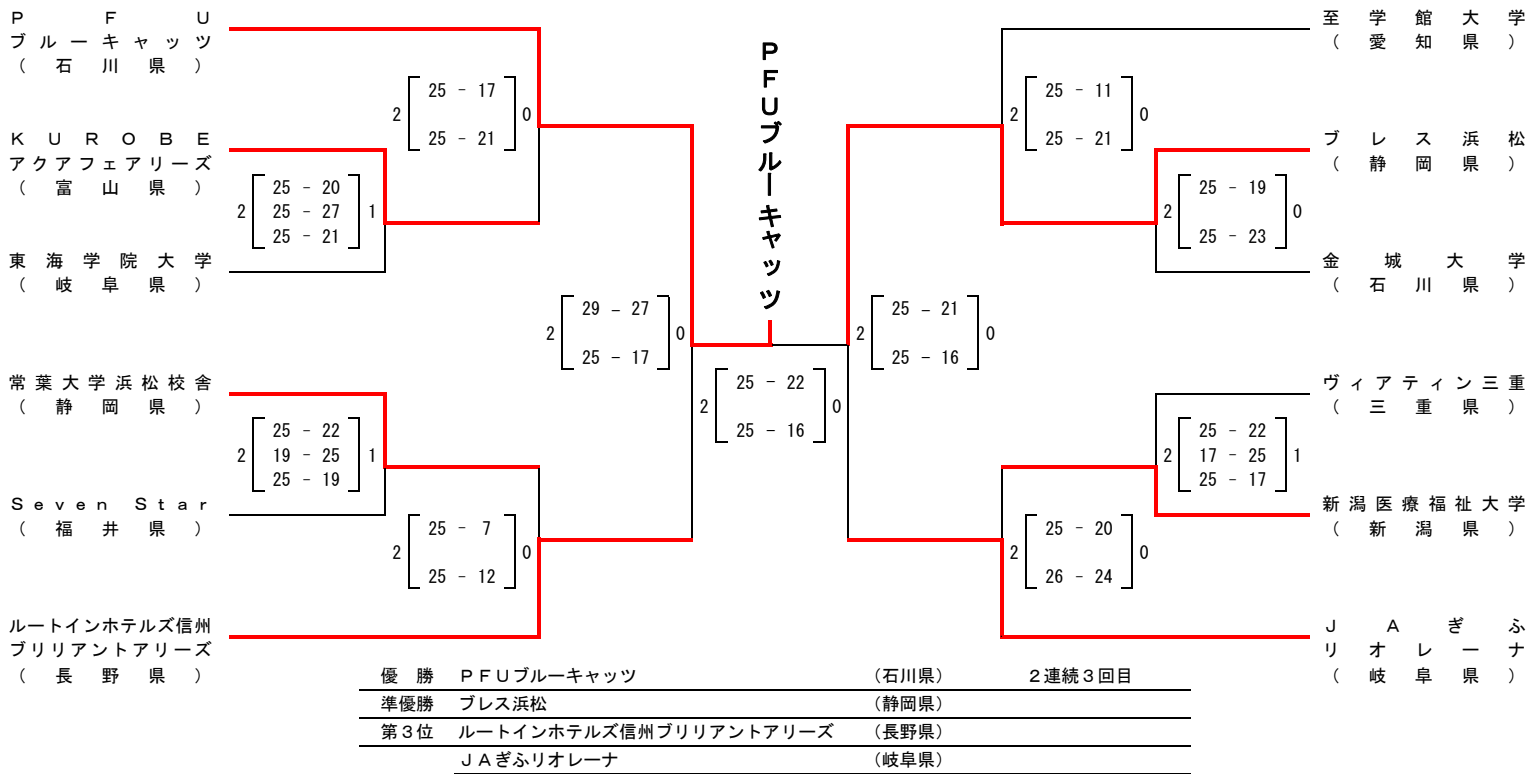 ＰＦＵ
ブルーキャッツ
（石川県）
2
25 - 17
25 - 21
0
ＫＵＲＯＢＥ
アクアフェアリーズ
（富山県）
2
25 - 20
25 - 27
25 - 21
1
東海学院大学
（岐阜県）
常葉大学浜松校舎
（静岡県）
2
25 - 22
19 - 25
25 - 19
1
Ｓｅｖｅｎ Ｓｔａｒ
（福井県）
2
25 - 7
25 - 12
0
ルートインホテルズ信州
ブリリアントアリーズ
（長野県）
2
29 - 27
25 - 17
0
ＰＦＵブルーキャッツ
2
25 - 22
25 - 16
0
2
25 - 21
25 - 16
0
至学館大学
（愛知県）
2
25 - 11
25 - 21
0
ブレス浜松
（静岡県）
2
25 - 19
25 - 23
0
金城大学
（石川県）
ヴィアティン三重
（三重県）
2
25 - 22
17 - 25
25 - 17
1
新潟医療福祉大学
（新潟県）
2
25 - 20
26 - 24
0
ＪＡぎふ
リオレーナ
（岐阜県）
優　勝 ＰＦＵブルーキャッツ （石川県） ２連続３回目
準優勝 ブレス浜松 （静岡県）
第３位 ルートインホテルズ信州ブリリアントアリーズ （長野県）
ＪＡぎふリオレーナ （岐阜県）